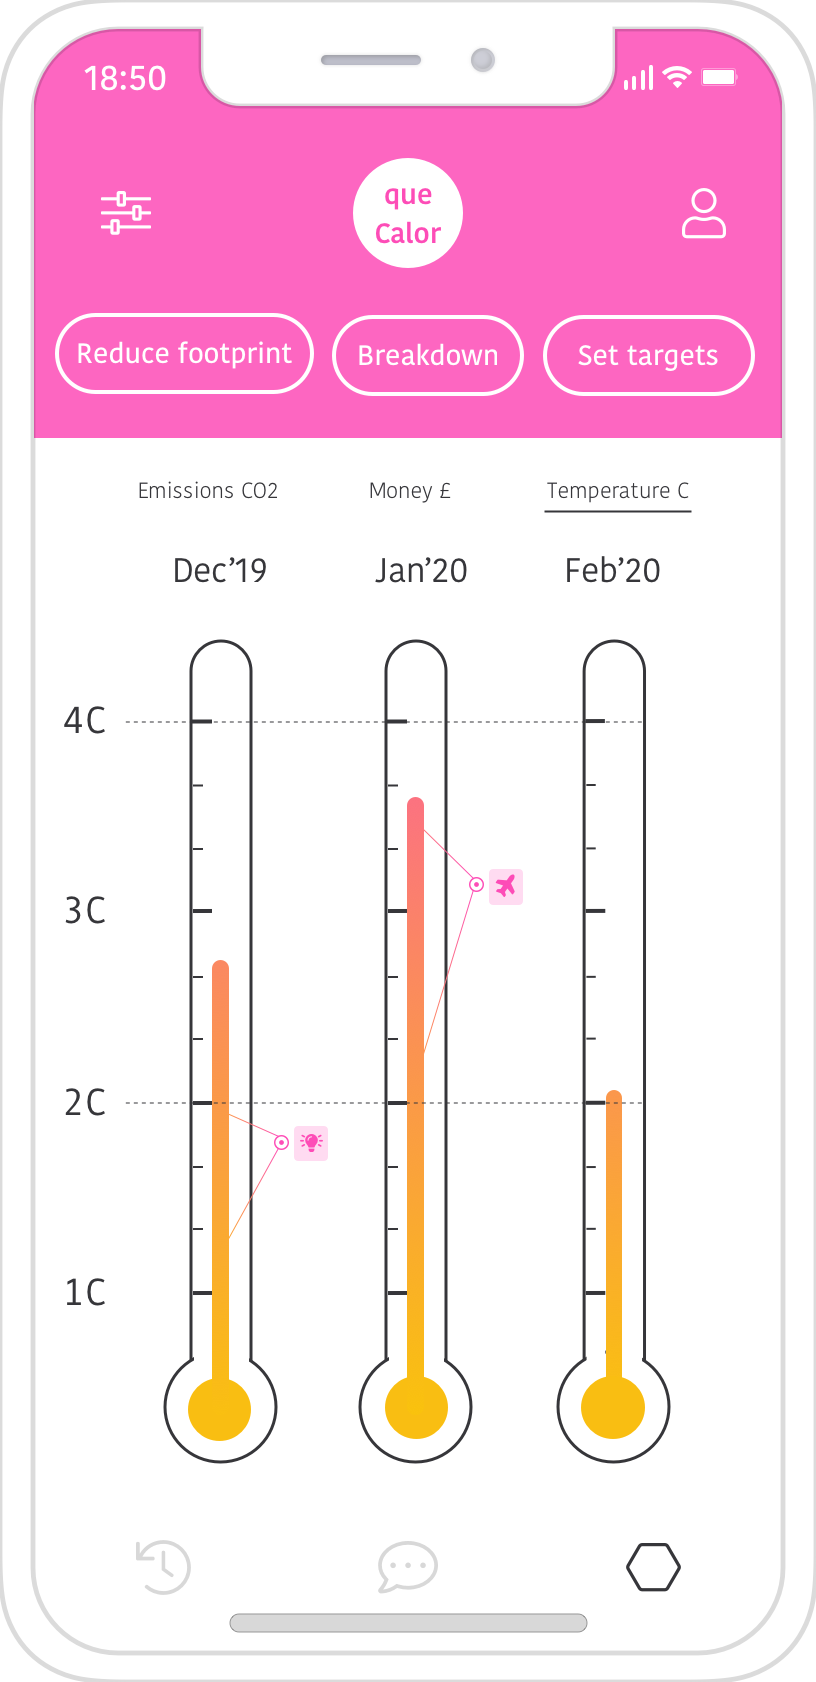 18:50
que
Calor
Reduce footprint
Breakdown
Set targets
Emissions CO2
Money £
Temperature C
Dec’19
Jan’20
Feb’20
4C
3C
2C
1C